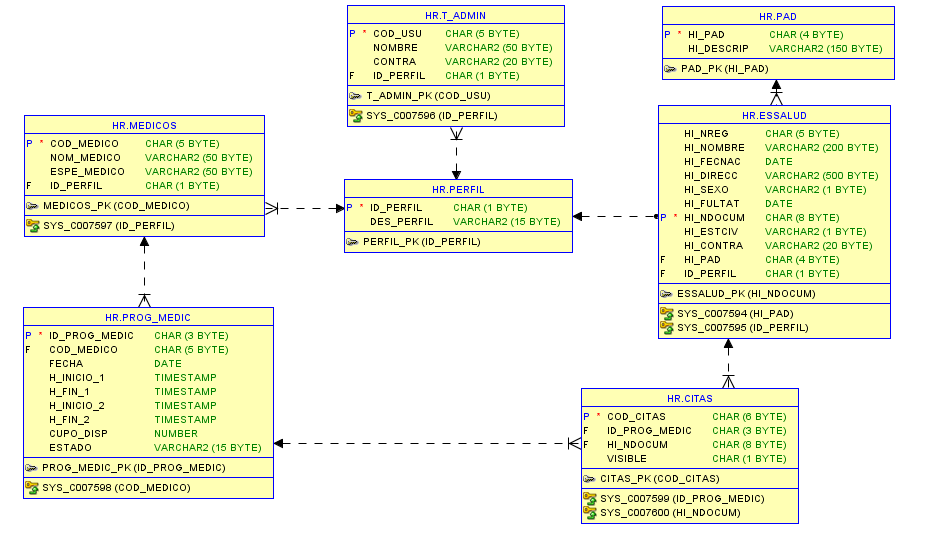 HR.T_ADMIN
P * COD_USU CHAR (5 BYTE)
NOMBRE VARCHAR2 (50 BYTE)
CONTRA VARCHAR2 (20 BYTE)
F ID_PERFIL CHAR (1 BYTE)
T_ADMIN_PK (COD_USU)
SYS_C007596 (ID_PERFIL)
HR.PAD
P * HI_PAD CHAR (4 BYTE)
HI_DESCRIP VARCHAR2 (150 BYTE)
PAD_PK (HI_PAD)
HR.MEDICOS
P * COD_MEDICO CHAR (5 BYTE)
NOM_MEDICO VARCHAR2 (50 BYTE)
ESPE_MEDICO VARCHAR2 (50 BYTE)
F ID_PERFIL CHAR (1 BYTE)
MEDICOS_PK (COD_MEDICO)
SYS_C007597 (ID_PERFIL)
HR.PERFIL
P * ID_PERFIL CHAR (1 BYTE)
DES_PERFIL VARCHAR2 (15 BYTE)
PERFIL_PK (ID_PERFIL)
HR.ESSALUD
HI_NREG CHAR (5 BYTE)
HI_NOMBRE VARCHAR2 (200 BYTE)
HI_FECNAC DATE
HI_DIRECC VARCHAR2 (500 BYTE)
HI_SEXO VARCHAR2 (1 BYTE)
HI_FULTAT DATE
P * HI_NDOCUM CHAR (8 BYTE)
HI_ESTCIV VARCHAR2 (1 BYTE)
HI_CONTRA VARCHAR2 (20 BYTE)
F HI_PAD CHAR (4 BYTE)
F ID_PERFIL CHAR (1 BYTE)
ESSALUD_PK (HI_NDOCUM)
SYS_C007594 (HI_PAD)
SYS_C007595 (ID_PERFIL)
HR.PROG_MEDIC
P * ID_PROG_MEDIC CHAR (3 BYTE)
F COD_MEDICO CHAR (5 BYTE)
FECHA DATE
H_INICIO_1 TIMESTAMP
H_FIN_1 TIMESTAMP
H_INICIO_2 TIMESTAMP
H_FIN_2 TIMESTAMP
CUPO_DISP NUMBER
ESTADO VARCHAR2 (15 BYTE)
PROG_MEDIC_PK (ID_PROG_MEDIC)
SYS_C007598 (COD_MEDICO)
HR.CITAS
P * COD_CITAS CHAR (6 BYTE)
F ID_PROG_MEDIC CHAR (3 BYTE)
F HI_NDOCUM CHAR (8 BYTE)
VISIBLE CHAR (1 BYTE)
CITAS_PK (COD_CITAS)
SYS_C007599 (ID_PROG_MEDIC)
SYS_C007600 (HI_NDOCUM)